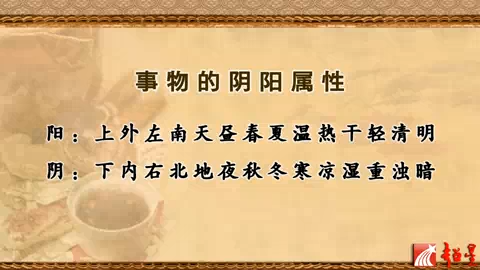 事物的阴阳属性
阳：上外左南天昼春夏温热干轻清明
阴：下内右北地夜秋冬寒凉湿重浊暗
超星